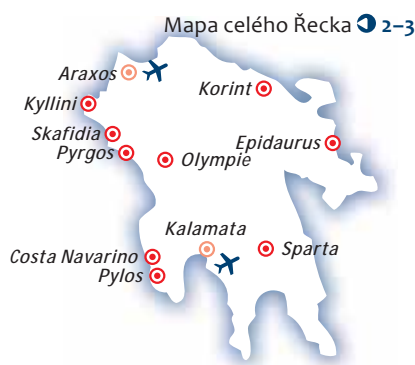 Mapa celého Řecka 2–3
Araxos
Korint
Kyllini
Skafidia
Epidaurus
Pyrgos
Olympie
Kalamata
Costa Navarino
Sparta
Pylos